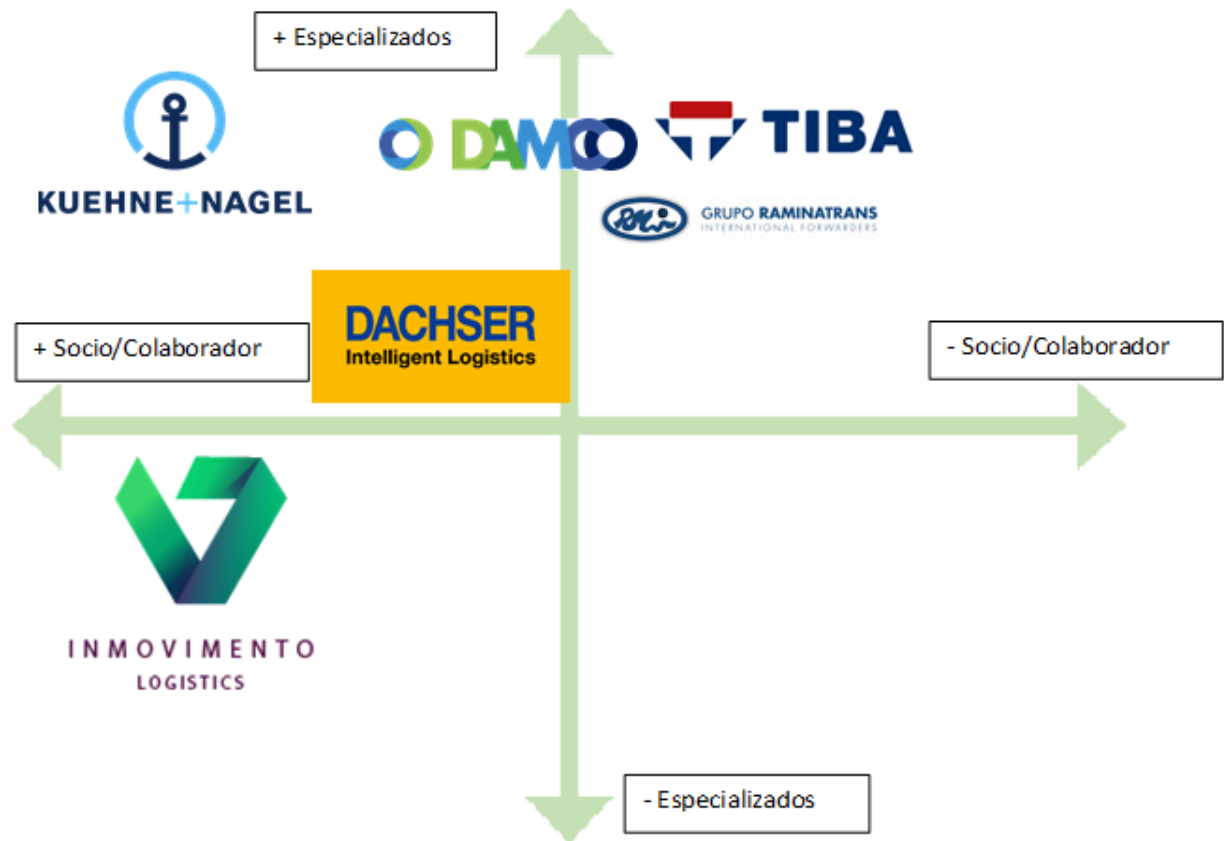 + Especializados
KUEHNE+NAGEL
DAMCO
TIBA
RMi
GRUPO RAMINATRANS
INTERNATIONAL FORWARDERS
+ Socio/Colaborador
DACHSER
Intelligent Logistics
- Socio/Colaborador
INMOVIMENTO
LOGISTICS
- Especializados